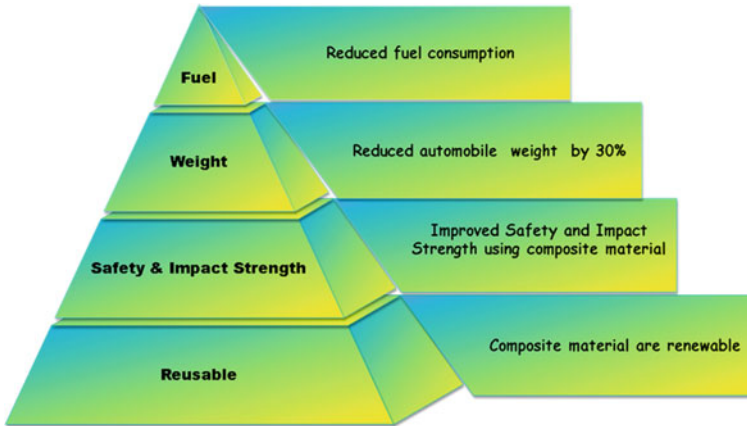 Fuel
Reduced fuel consumption
Weight
Reduced automobile weight by 30%
Safety & Impact Strength
Improved Safety and Impact
Strength using composite material
Reusable
Composite material are renewable